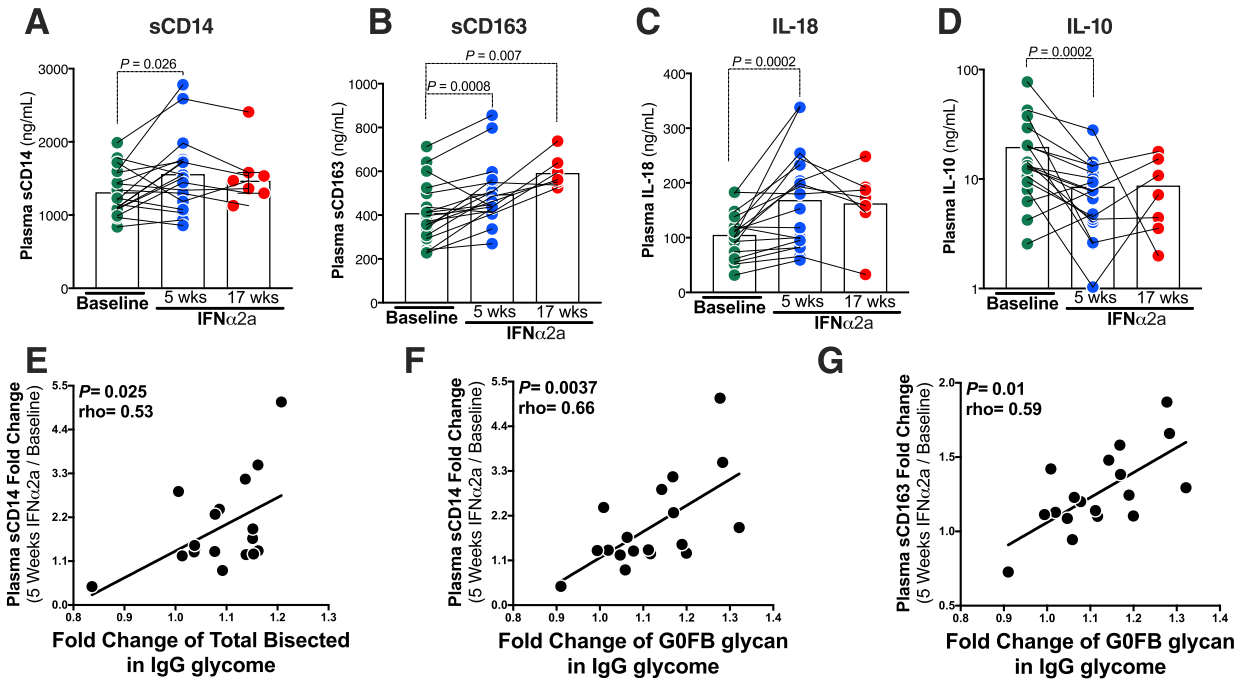 A
sCD14
Plasma sCD14 (ng/mL)
3000
2000
1000
0
P = 0.026
Baseline
5 wks
17 wks
IFNα2a
B
sCD163
Plasma sCD163 (ng/mL)
1000
800
600
400
200
0
P = 0.007
P = 0.0008
Baseline
5 wks
17 wks
IFNα2a
C
IL-18
Plasma IL-18 (ng/mL)
400
300
200
100
0
P = 0.0002
Baseline
5 wks
17 wks
IFNα2a
D
IL-10
Plasma IL-10 (ng/mL)
100
10
1
P = 0.0002
Baseline
5 wks
17 wks
IFNα2a
E
Plasma sCD14 Fold Change
(5 Weeks IFNα2a / Baseline)
5.5
4.4
3.3
2.2
1.1
0.0
P= 0.025
rho= 0.53
0.8 0.9 1.0 1.1 1.2 1.3
Fold Change of Total Bisected
in IgG glycome
F
Plasma sCD14 Fold Change
(5 Weeks IFNα2a / Baseline)
5.5
4.4
3.3
2.2
1.1
0.0
P= 0.0037
rho= 0.66
0.8 0.9 1.0 1.1 1.2 1.3 1.4
Fold Change of G0FB glycan
in IgG glycome
G
Plasma sCD163 Fold Change
(5 Weeks IFNα2a / Baseline)
2.0
1.5
1.0
0.5
P= 0.01
rho= 0.59
0.8 0.9 1.0 1.1 1.2 1.3 1.4
Fold Change of G0FB glycan
in IgG glycome